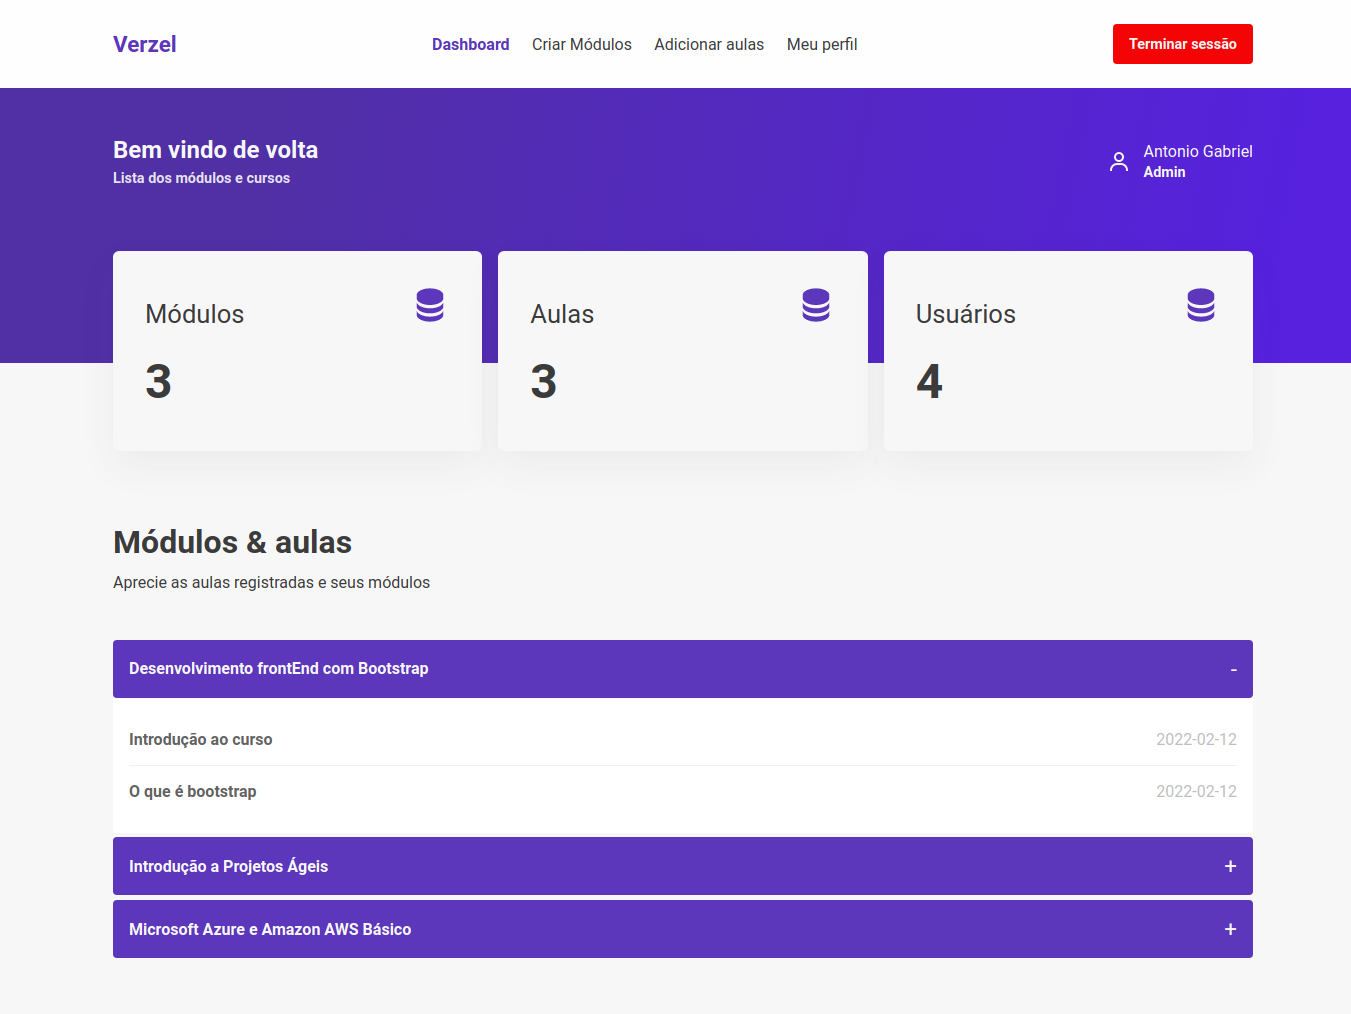 Verzel
Dashboard Criar Módulos Adicionar aulas Meu perfil
Terminar sessão
Bem vindo de volta
Lista dos módulos e cursos
Antonio Gabriel
Admin
Módulos
3
Aulas
3
Usuários
4
Módulos & aulas
Aprecie as aulas registradas e seus módulos
Desenvolvimento frontEnd com Bootstrap -
Introdução ao curso 2022-02-12
O que é bootstrap 2022-02-12
Introdução a Projetos Ágeis +
Microsoft Azure e Amazon AWS Básico +